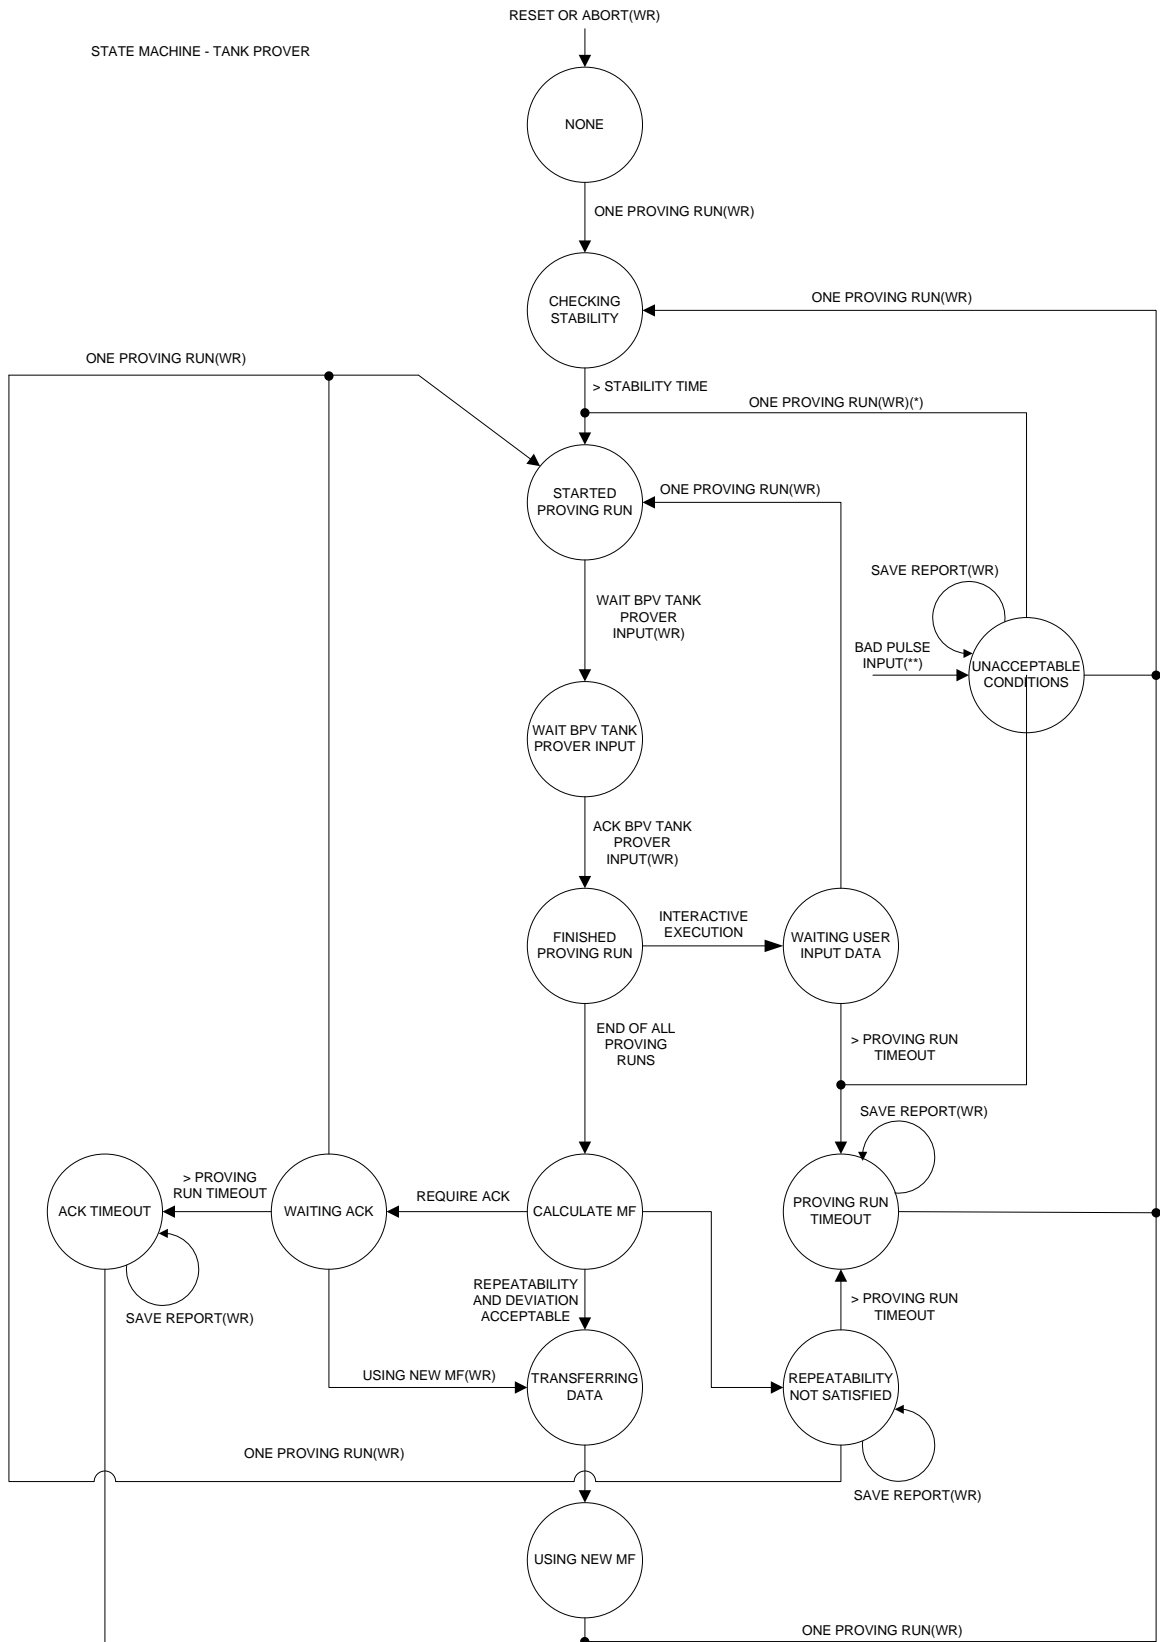 RESET OR ABORT(WR)
STATE MACHINE - TANK PROVER
NONE
ONE PROVING RUN(WR)
CHECKING
STABILITY
ONE PROVING RUN(WR)
ONE PROVING RUN(WR)
> STABILITY TIME
ONE PROVING RUN(WR)(*)
STARTED
PROVING RUN
ONE PROVING RUN(WR)
SAVE REPORT(WR)
WAIT BPV TANK
PROVER
INPUT(WR)
BAD PULSE
INPUT(**)
UNACCEPTABLE
CONDITIONS
WAIT BPV TANK
PROVER INPUT
ACK BPV TANK
PROVER
INPUT(WR)
FINISHED
PROVING RUN
INTERACTIVE
EXECUTION
WAITING USER
INPUT DATA
END OF ALL
PROVING
RUNS
> PROVING RUN
TIMEOUT
SAVE REPORT(WR)
ACK TIMEOUT
> PROVING
RUN TIMEOUT
WAITING ACK
REQUIRE ACK
CALCULATE MF
PROVING RUN
TIMEOUT
SAVE REPORT(WR)
REPEATABILITY
AND DEVIATION
ACCEPTABLE
> PROVING RUN
TIMEOUT
USING NEW MF(WR)
TRANSFERRING
DATA
REPEATABILITY
NOT SATISFIED
ONE PROVING RUN(WR)
SAVE REPORT(WR)
USING NEW MF
ONE PROVING RUN(WR)